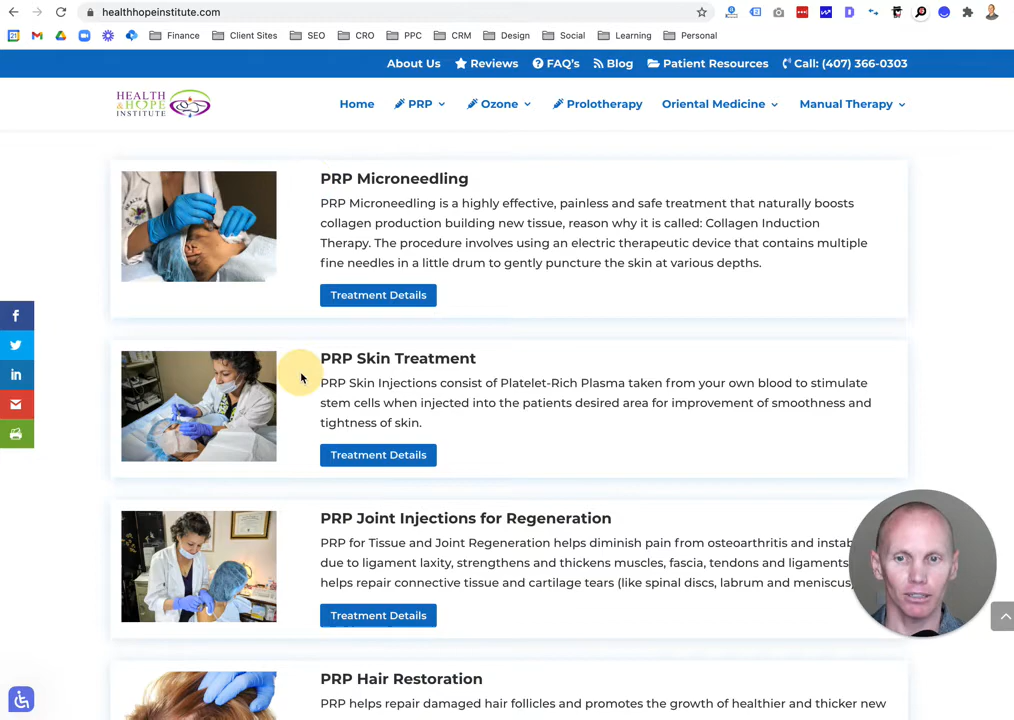 healthhopeinstitute.com
Finance
Client Sites
SEO
CRO
PPC
CRM
Design
Social
Learning
Personal
About Us
Reviews
FAQ's
Blog
Patient Resources
Call: (407) 366-0303
HEALTH
&HOPE
INSTITUTE
Home
PRP
Ozone
Prolotherapy
Oriental Medicine
Manual Therapy
PRP Microneedling
PRP Microneedling is a highly effective, painless and safe treatment that naturally boosts
collagen production building new tissue, reason why it is called: Collagen Induction
Therapy. The procedure involves using an electric therapeutic device that contains multiple
fine needles in a little drum to gently puncture the skin at various depths.
Treatment Details
PRP Skin Treatment
PRP Skin Injections consist of Platelet-Rich Plasma taken from your own blood to stimulate
stem cells when injected into the patients desired area for improvement of smoothness and
tightness of skin.
Treatment Details
PRP Joint Injections for Regeneration
PRP for Tissue and Joint Regeneration helps diminish pain from osteoarthritis and instab
due to ligament laxity, strengthens and thickens muscles, fascia, tendons and ligaments
helps repair connective tissue and cartilage tears (like spinal discs, labrum and meniscus
Treatment Details
PRP Hair Restoration
PRP helps repair damaged hair follicles and promotes the growth of healthier and thicker new